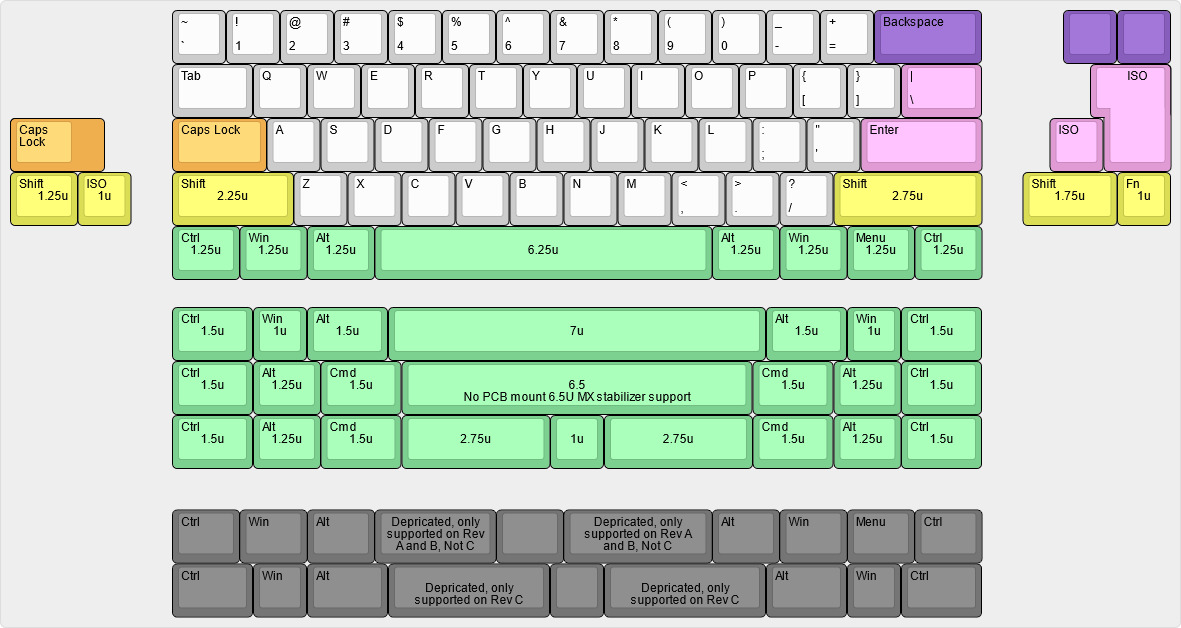 ~ ! @ # $ % ^ & * ( ) _ + Backspace
` 1 2 3 4 5 6 7 8 9 0 - =
Tab Q W E R T Y U I O P { } | ISO
[ ] \
Caps Lock Caps Lock A S D F G H J K L : " Enter ISO
; '
Shift 1.25u ISO 1u Shift 2.25u Z X C V B N M < > ? Shift 2.75u Shift 1.75u Fn 1u
, . /
Ctrl 1.25u Win 1.25u Alt 1.25u 6.25u Alt 1.25u Win 1.25u Menu 1.25u Ctrl 1.25u
Ctrl 1.5u Win 1u Alt 1.5u 7u Alt 1.5u Win 1u Ctrl 1.5u
Ctrl 1.5u Alt 1.25u Cmd 1.5u 6.5 Cmd 1.5u Alt 1.25u Ctrl 1.5u
No PCB mount 6.5U MX stabilizer support
Ctrl 1.5u Alt 1.25u Cmd 1.5u 2.75u 1u 2.75u Cmd 1.5u Alt 1.25u Ctrl 1.5u
Ctrl Win Alt Depricated, only supported on Rev A and B, Not C Depricated, only supported on Rev A and B, Not C Alt Win Menu Ctrl
Ctrl Win Alt Depricated, only supported on Rev C Depricated, only supported on Rev C Alt Win Ctrl